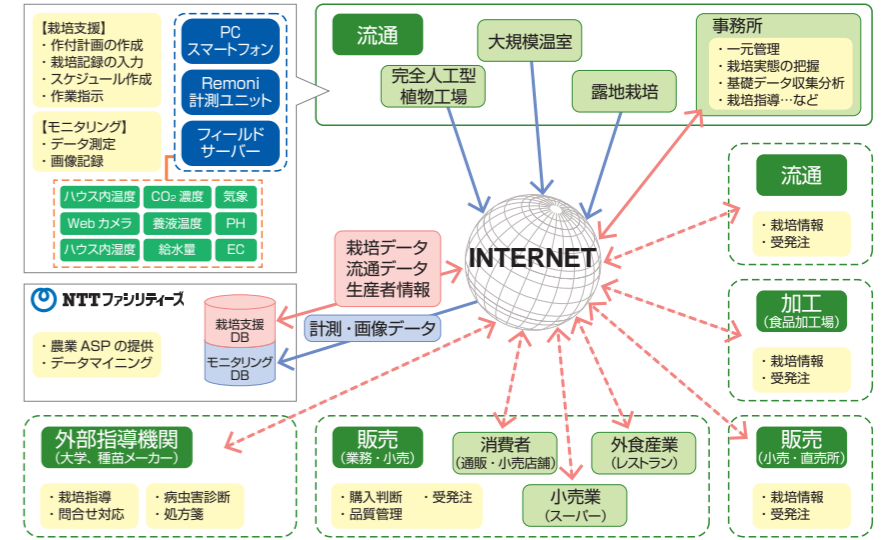 【栽培支援】
・作付計画の作成
・栽培記録の入力
・スケジュール作成
・作業指示
【モニタリング】
・データ測定
・画像記録
PC
スマートフォン
Remoni
計測ユニット
フィールド
サーバー
ハウス内温度 CO₂ 濃度 気象
Web カメラ 養液温度 PH
ハウス内湿度 給水量 EC
流通
完全人工型
植物工場
大規模温室
露地栽培
事務所
・一元管理
・栽培実態の把握
・基礎データ収集分析
・栽培指導…など
INTERNET
栽培データ
流通データ
生産者情報
計測・画像データ
NTTファシリティーズ
・農業 ASP の提供
・データマイニング
栽培支援
DB
モニタリング
DB
流通
・栽培情報
・受発注
加工
(食品加工場)
・栽培情報
・受発注
外部指導機関
(大学、種苗メーカー)
・栽培指導
・問合せ対応
・病虫害診断
・処方箋
販売
(業務・小売)
・購入判断 ・受発注
・品質管理
消費者
(通販・小売店舗)
小売業
(スーパー)
外食産業
(レストラン)
販売
(小売・直売所)
・栽培情報
・受発注